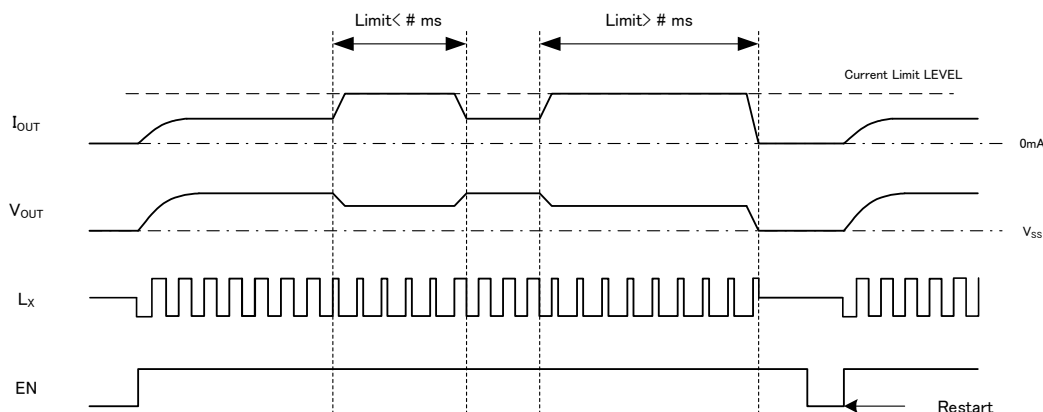 Limit< # ms
Limit> # ms
Current Limit LEVEL
IOUT
0mA
VOUT
VSS
LX
EN
Restart